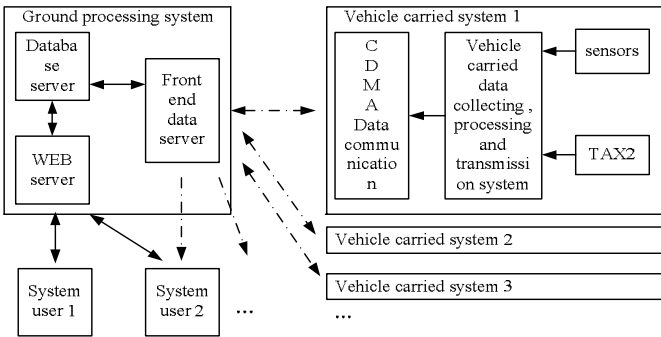 Ground processing system
Databa
se
server
Front
end data
server
WEB
server
System
user 1
System
user 2
...
...
Vehicle carried system 1
C
D
M
A
Data
commu
nicatio
n
Vehicle
carried
data
collecting ,
processing
and
transmissi
on system
sensors
TAX2
Vehicle carried system 2
Vehicle carried system 3
...